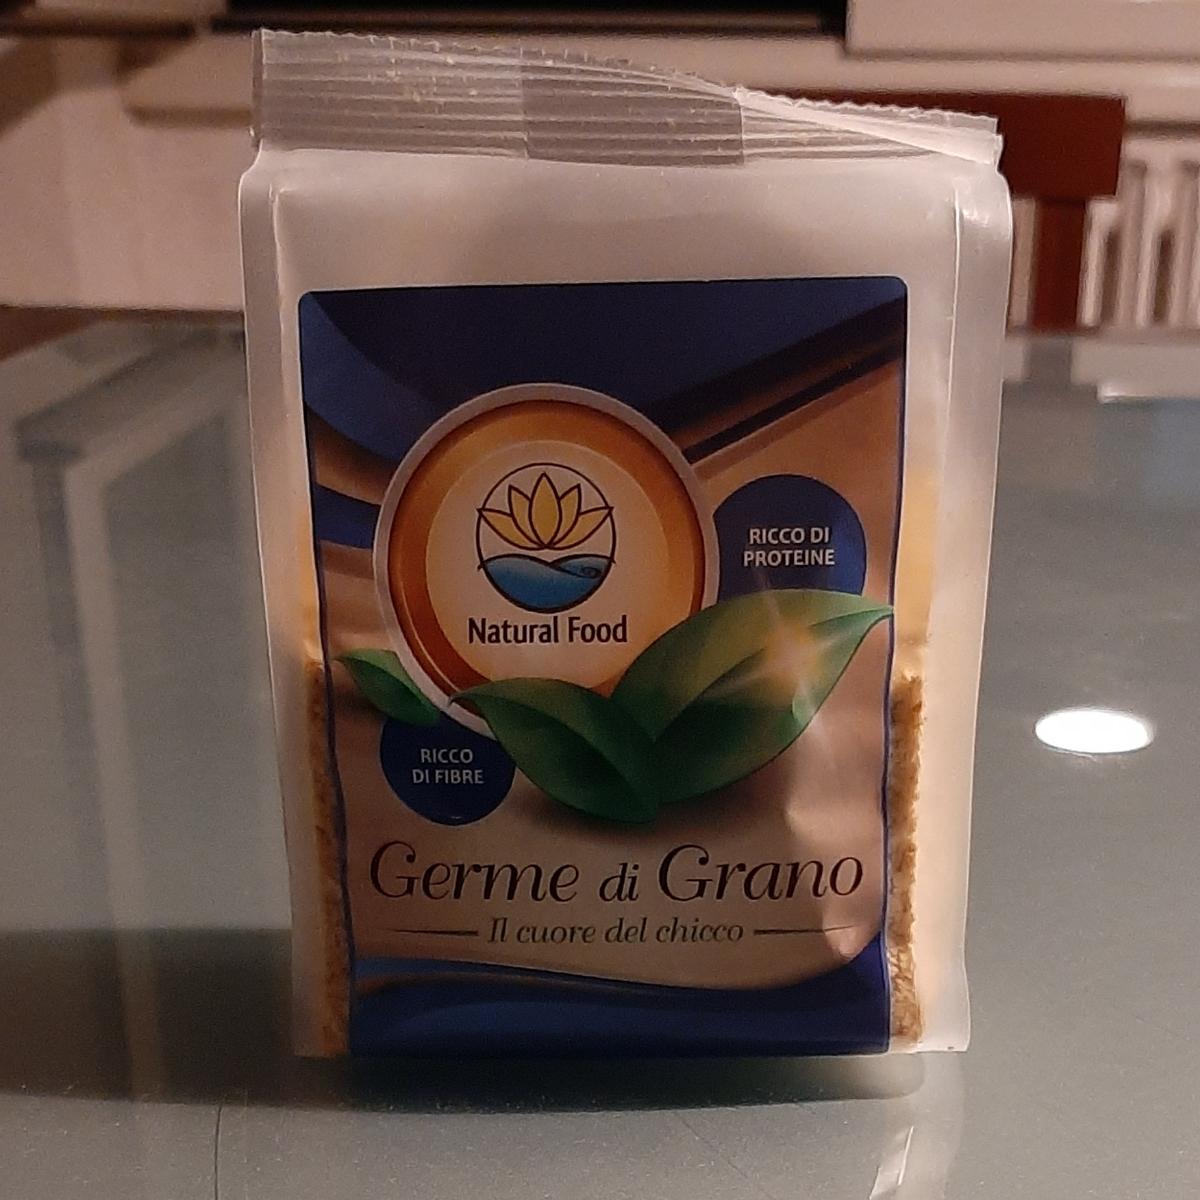 Natural Food
RICCO DI
PROTEINE
RICCO
DI FIBRE
Germe di Grano
Il cuore del chicco